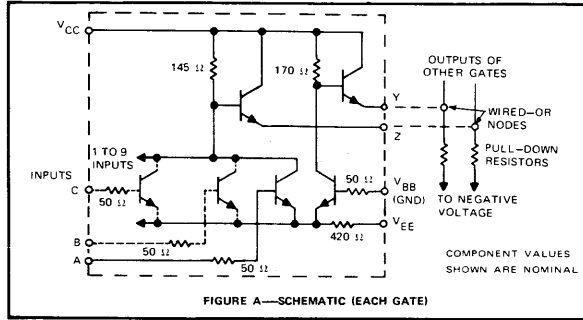 VCC
145 Ω
170 Ω
OUTPUTS OF
OTHER GATES
Y
Z
WIRED–OR
NODES
PULL–DOWN
RESISTORS
1 TO 9
INPUTS
INPUTS
C
50 Ω
50 Ω
VBB
(GND)
TO NEGATIVE
VOLTAGE
VEE
420 Ω
B
50 Ω
A
50 Ω
COMPONENT VALUES
SHOWN ARE NOMINAL
FIGURE A—SCHEMATIC (EACH GATE)